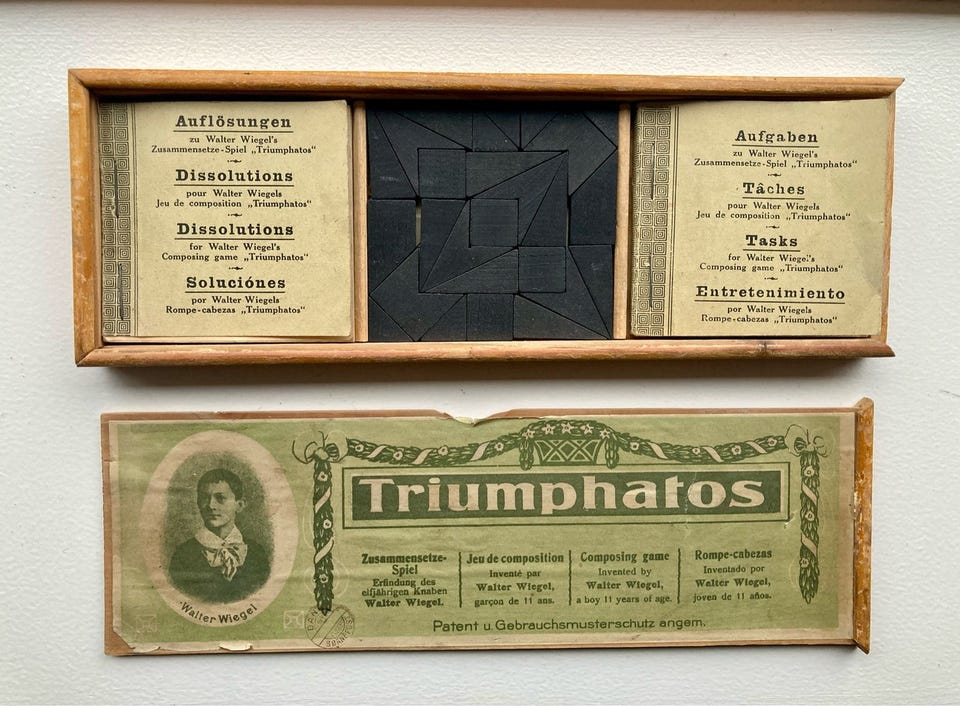 Auflösungen
zu Walter Wiegel's
Zusammensetze-Spiel „Triumphatos“
Dissolutions
pour Walter Wiegels
Jeu de composition „Triumphatos“
Dissolutions
for Walter Wiegel's
Composing game „Triumphatos“
Soluciónes
por Walter Wiegels
Rompe-cabezas „Triumphatos“
Aufgaben
zu Walter Wiegel's
Zusammensetze-Spiel „Triumphatos“
Tâches
pour Walter Wiegels
Jeu de composition „Triumphatos“
Tasks
for Walter Wiegel's
Composing game „Triumphatos“
Entretenimiento
por Walter Wiegels
Rompe-cabezas „Triumphatos“
Walter Wiegel
Triumphatos
Zusammensetze-
Spiel
Erfindung des
elfjährigen Knaben
Walter Wiegel.
Jeu de composition
Inventé par
Walter Wiegel,
garçon de 11 ans.
Composing game
Invented by
Walter Wiegel,
a boy 11 years of age.
Rompe-cabezas
Inventado por
Walter Wiegel,
joven de 11 años.
Patent u. Gebrauchsmusterschutz angem.